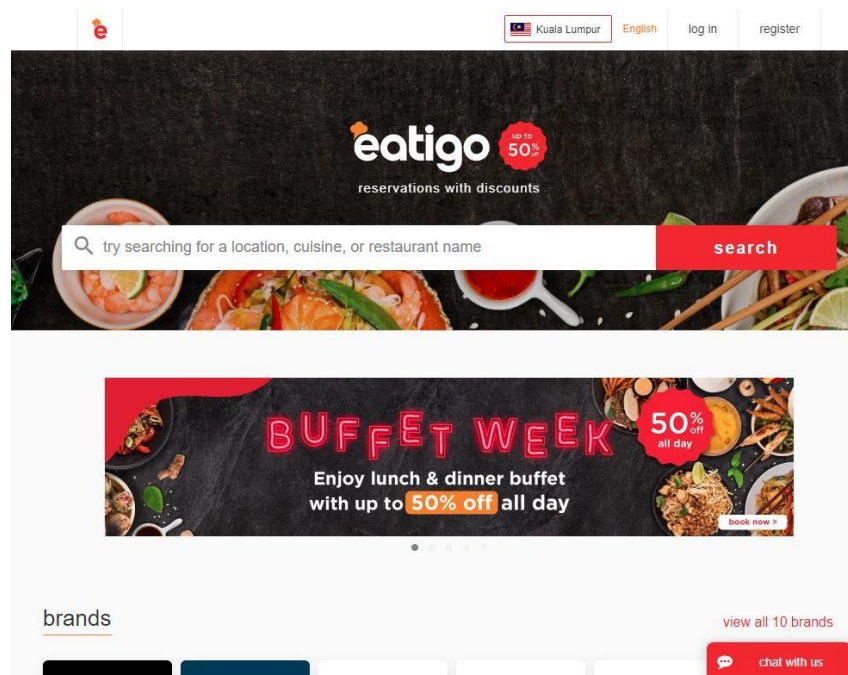 e
Kuala Lumpur
English
log in
register
eatigo
up to
50%
off
reservations with discounts
try searching for a location, cuisine, or restaurant name
search
BUFFET WEEK
50%
off
all day
Enjoy lunch & dinner buffet
with up to 50% off all day
book now >
brands
view all 10 brands
chat with us